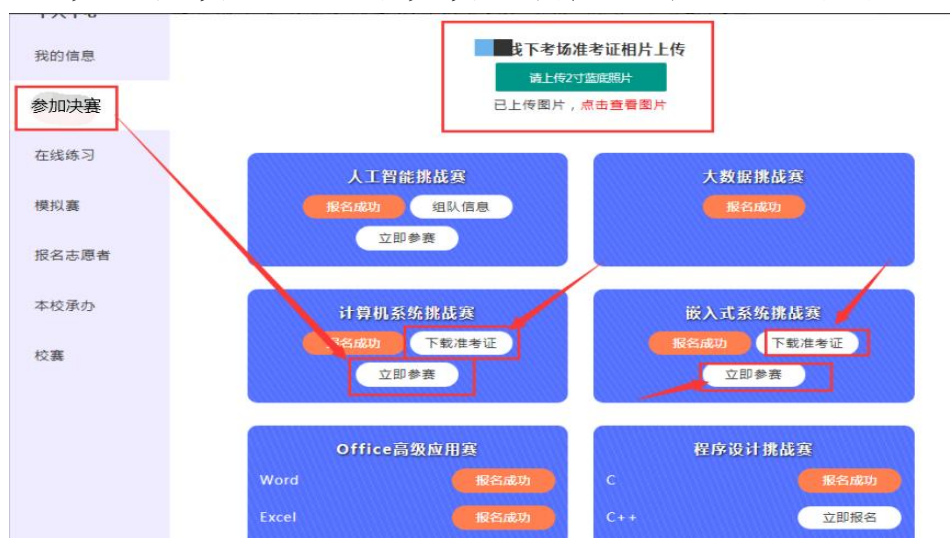 我的信息
参加决赛
在线练习
模拟赛
报名志愿者
本校承办
校赛
线下考场准考证相片上传
请上传2寸蓝底照片
已上传图片，点击查看图片
人工智能挑战赛
报名成功 组队信息
立即参赛
大数据挑战赛
报名成功
计算机系统挑战赛
报名成功 下载准考证
立即参赛
嵌入式系统挑战赛
报名成功 下载准考证
立即参赛
Office高级应用赛
Word 报名成功
Excel 报名成功
程序设计挑战赛
C 报名成功
C++ 立即报名